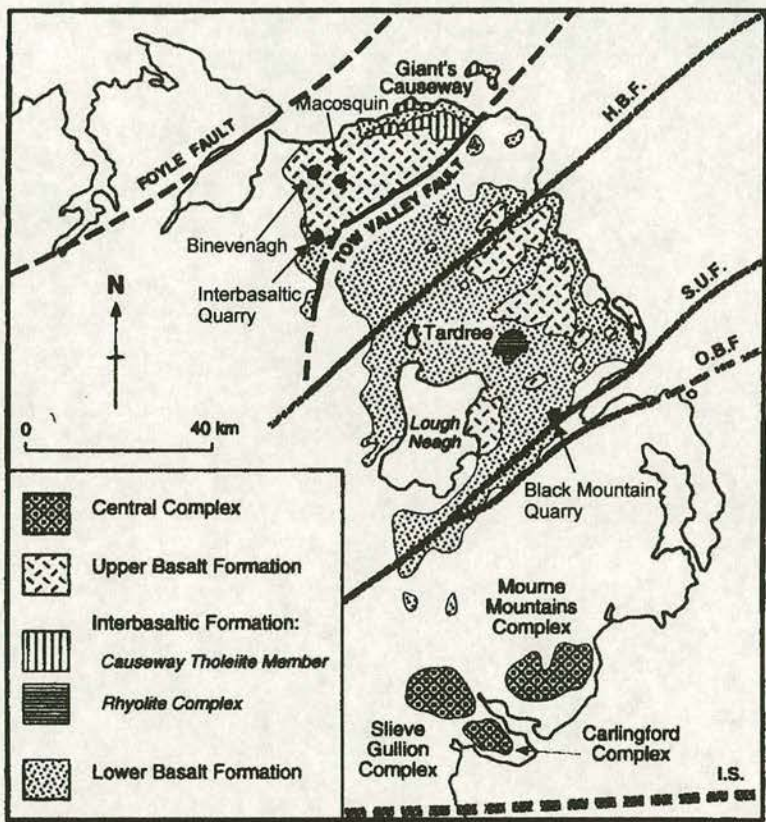 Giant's
Causeway
Macosquin
H.B.F.
FOYLE FAULT
TOW VALLEY FAULT
Binevenagh
Interbasaltic
Quarry
N
S.U.F.
O.B.F
Tardree
0 40 km
Lough
Neagh
Black Mountain
Quarry
Central Complex
Upper Basalt Formation
Interbasaltic Formation:
Causeway Tholeiite Member
Rhyolite Complex
Lower Basalt Formation
Mourne
Mountains
Complex
Slieve
Gullion
Complex
Carlingford
Complex
I.S.